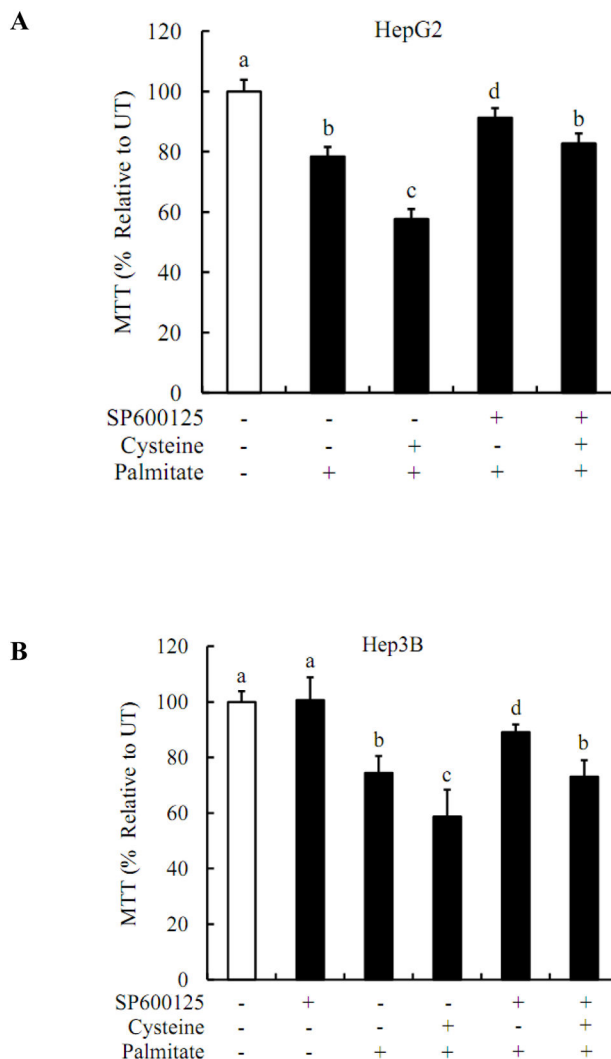 A
HepG2
MTT (% Relative to UT)
120
100
80
60
40
20
0
a
b
c
d
b
SP600125 - - - + +
Cysteine - - + - +
Palmitate - + + + +
B
Hep3B
MTT (% Relative to UT)
120
100
80
60
40
20
0
a
a
b
c
d
b
SP600125 - + - - + +
Cysteine - - - + - +
Palmitate - - + + + +